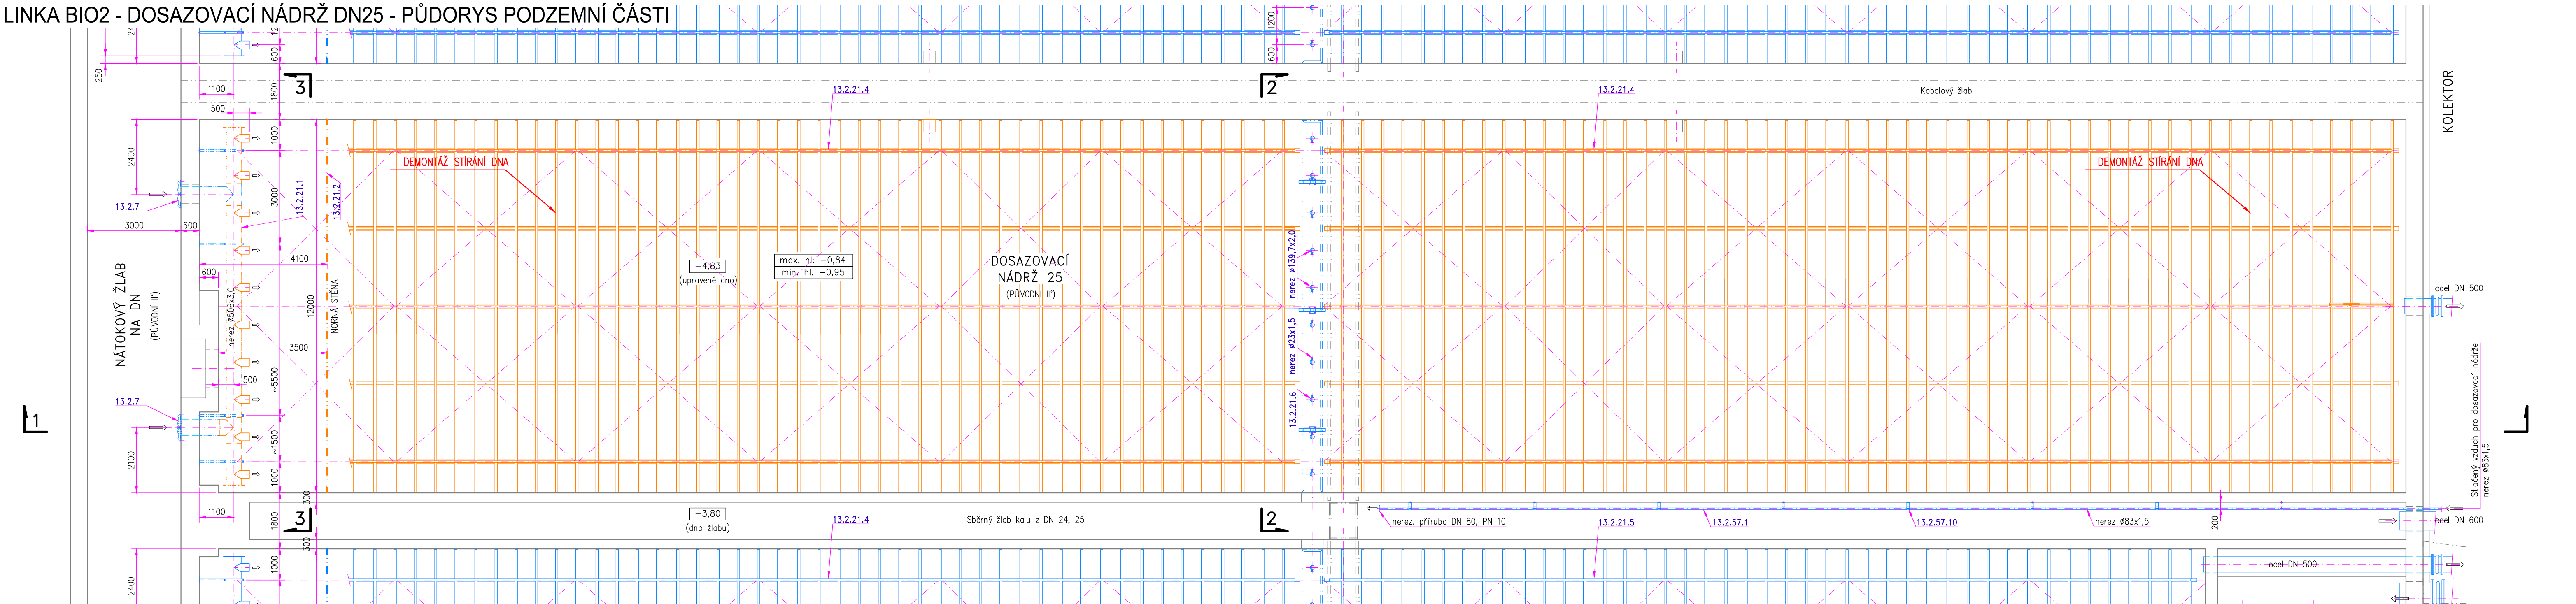 LINKA BIO2 - DOSAZOVACÍ NÁDRŽ DN25 - PŮDORYS PODZEMNÍ ČÁSTI
250
1100
500
600
1800
1000
3
1200
600
2
13.2.21.4
13.2.21.4
Kabelový žlab
KOLEKTOR
2400
3000
13.2.21.1
13.2.21.2
DEMONTÁŽ STÍRÁNÍ DNA
DEMONTÁŽ STÍRÁNÍ DNA
13.2.7
3000
600
4100
600
NÁTOKOVÝ ŽLAB
NA DN
(PŮVODNÍ II')
nerez ø506x3,0
12000
NORNÁ STĚNA
3500
500
~5500
-4,83
(upravené dno)
max. hl. -0,84
min. hl. -0,95
DOSAZOVACÍ
NÁDRŽ 25
(PŮVODNÍ II')
nerez ø139,7x2,0
nerez ø23x1,5
13.2.21.6
ocel DN 500
Stlačený vzduch pro dosazovací nádrže
nerez ø83x1,5
1
13.2.7
2100
~1500
1000
1100
1800
300
300
3
-3,80
(dno žlabu)
13.2.21.4
Sběrný žlab kalu z DN 24, 25
2
nerez. příruba DN 80, PN 10
13.2.21.5
13.2.57.1
13.2.57.10
nerez ø83x1,5
200
ocel DN 600
1
2400
1000
ocel DN 500